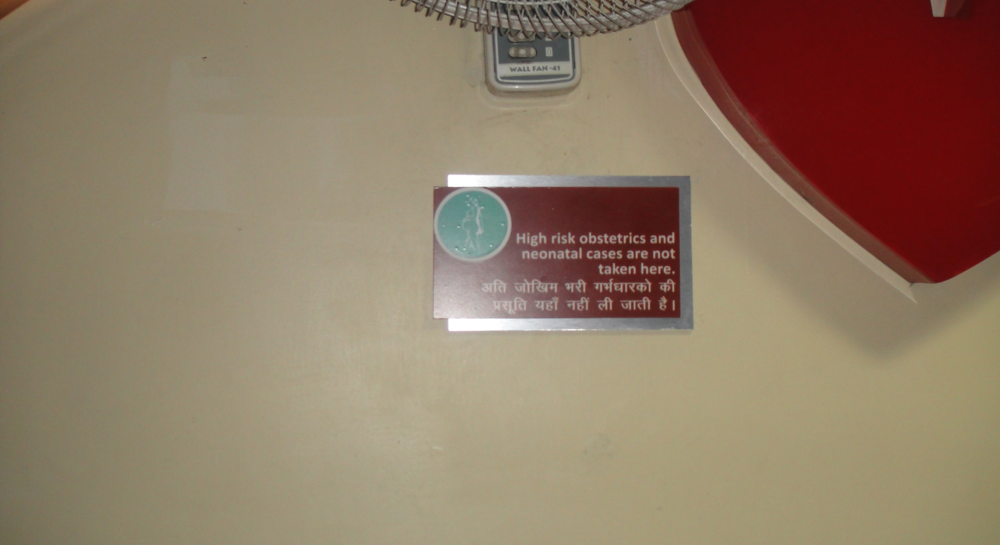 0
WALL FAN -41
High risk obstetrics and
neonatal cases are not
taken here.
अति जोखिम भरी गर्भधारको की
प्रसूति यहाँ नहीं ली जाती है।